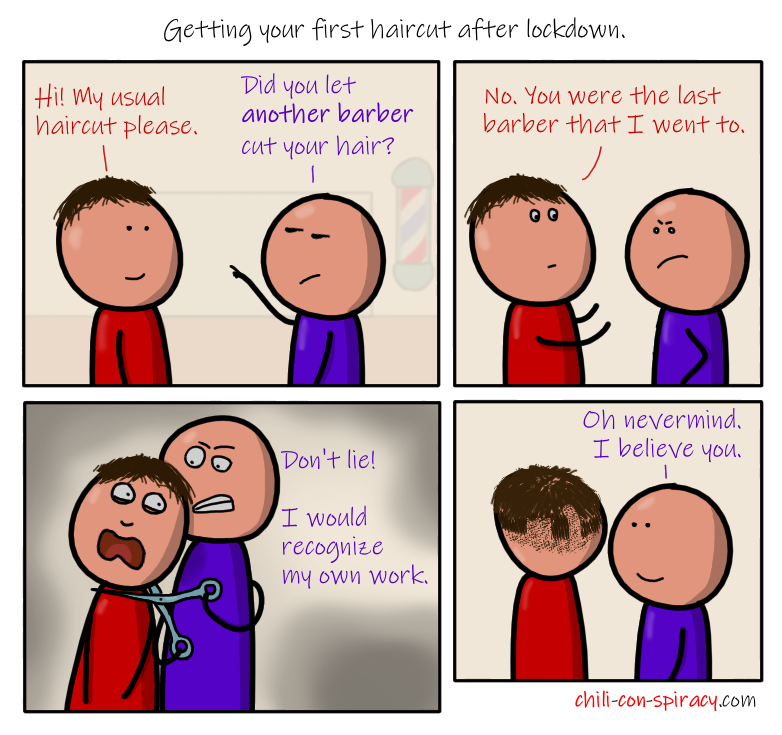 Getting your first haircut after lockdown.
Hi! My usual
haircut please.
Did you let
another barber
cut your hair?
No. You were the last
barber that I went to.
Don't lie!
I would
recognize
my own work.
Oh nevermind.
I believe you.
chili-con-spiracy.com